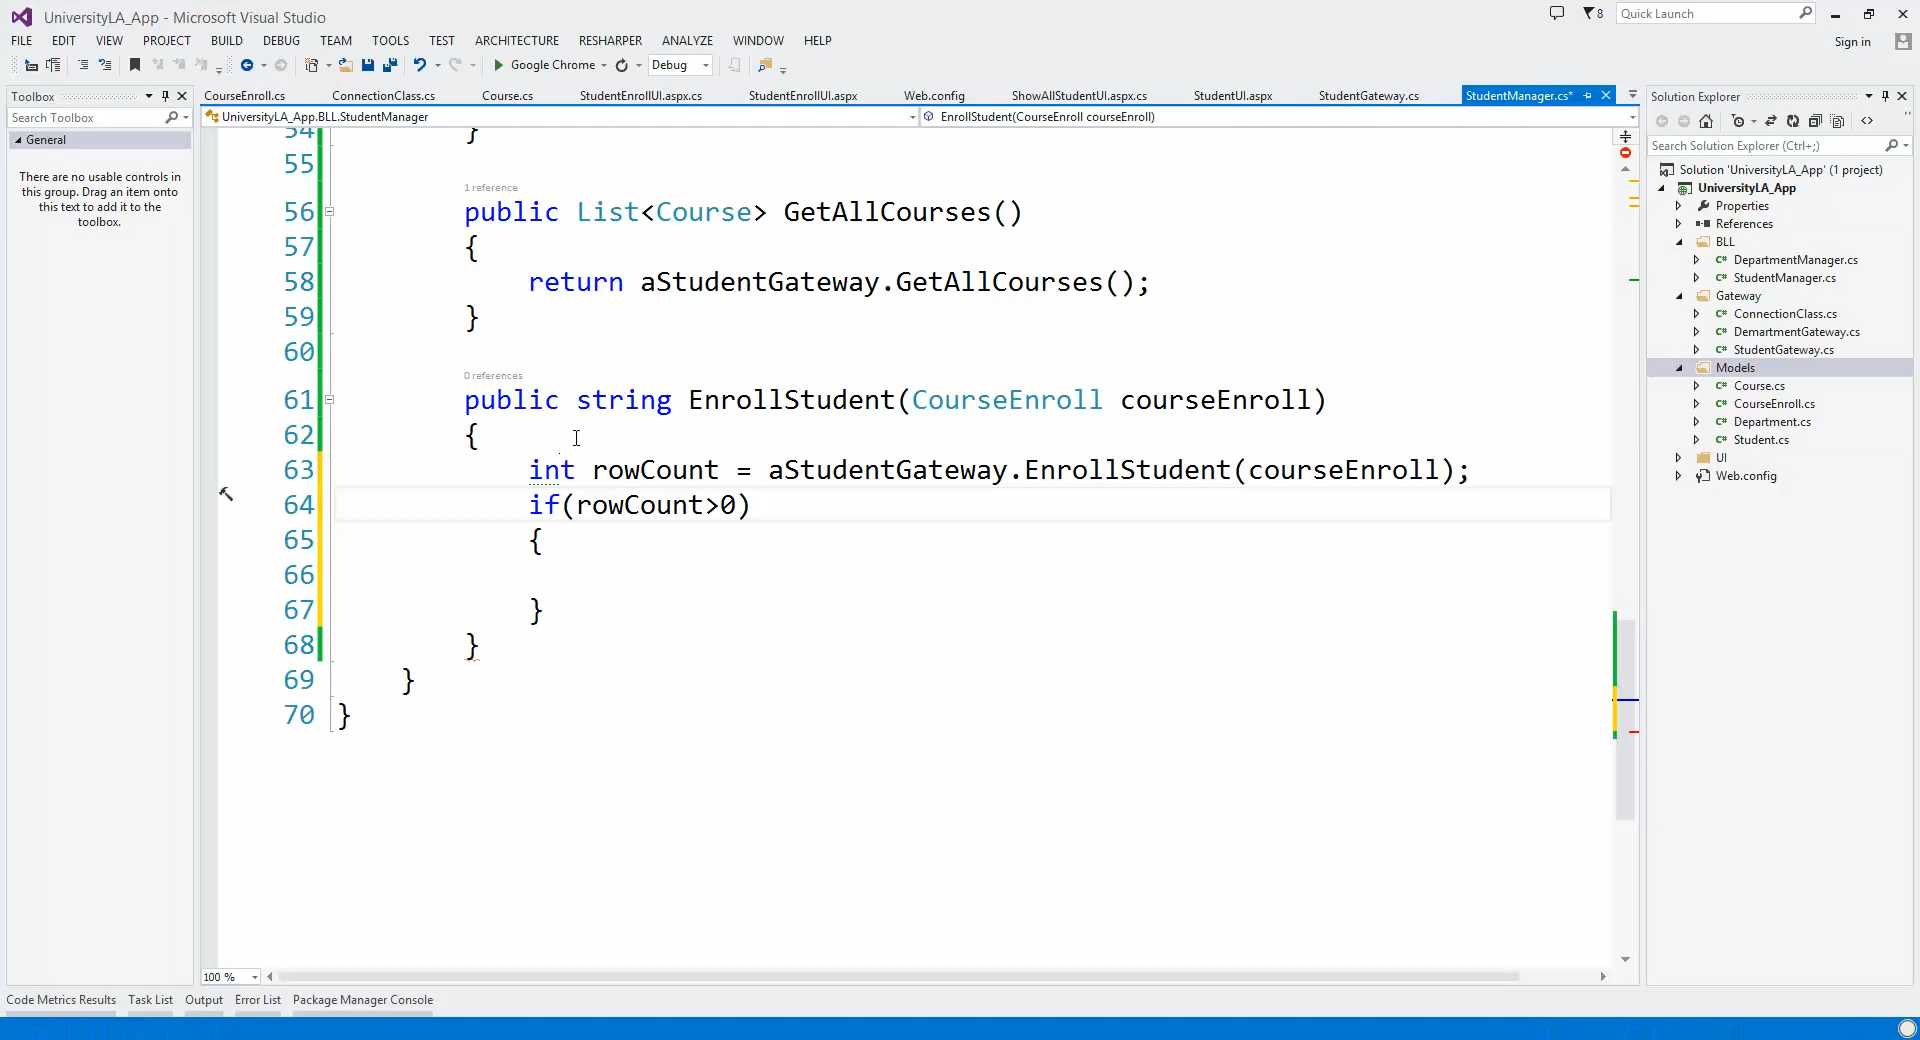 UniversityLA_App - Microsoft Visual Studio
8
Quick Launch
FILE EDIT VIEW PROJECT BUILD DEBUG TEAM TOOLS TEST ARCHITECTURE RESHARPER ANALYZE WINDOW HELP
Sign in
Google Chrome
Debug
Toolbox
Search Toolbox
General
There are no usable controls in
this group. Drag an item onto
this text to add it to the
toolbox.
CourseEnroll.cs ConnectionClass.cs Course.cs StudentEnrollUI.aspx.cs StudentEnrollUI.aspx Web.config ShowAllStudentUI.aspx.cs StudentUI.aspx StudentGateway.cs StudentManager.cs*
UniversityLA_App.BLL.StudentManager
EnrollStudent(CourseEnroll courseEnroll)
54 }
55
1 reference
56 public List<Course> GetAllCourses()
57 {
58 return aStudentGateway.GetAllCourses();
59 }
60
0 references
61 public string EnrollStudent(CourseEnroll courseEnroll)
62 {
63 int rowCount = aStudentGateway.EnrollStudent(courseEnroll);
64 if(rowCount>0)
65 {
66
67 }
68 }
69 }
70 }
100 %
Solution Explorer
Search Solution Explorer (Ctrl+;)
Solution 'UniversityLA_App' (1 project)
UniversityLA_App
Properties
References
BLL
C# DepartmentManager.cs
C# StudentManager.cs
Gateway
C# ConnectionClass.cs
C# DemartmentGateway.cs
C# StudentGateway.cs
Models
C# Course.cs
C# CourseEnroll.cs
C# Department.cs
C# Student.cs
UI
Web.config
Code Metrics Results Task List Output Error List Package Manager Console